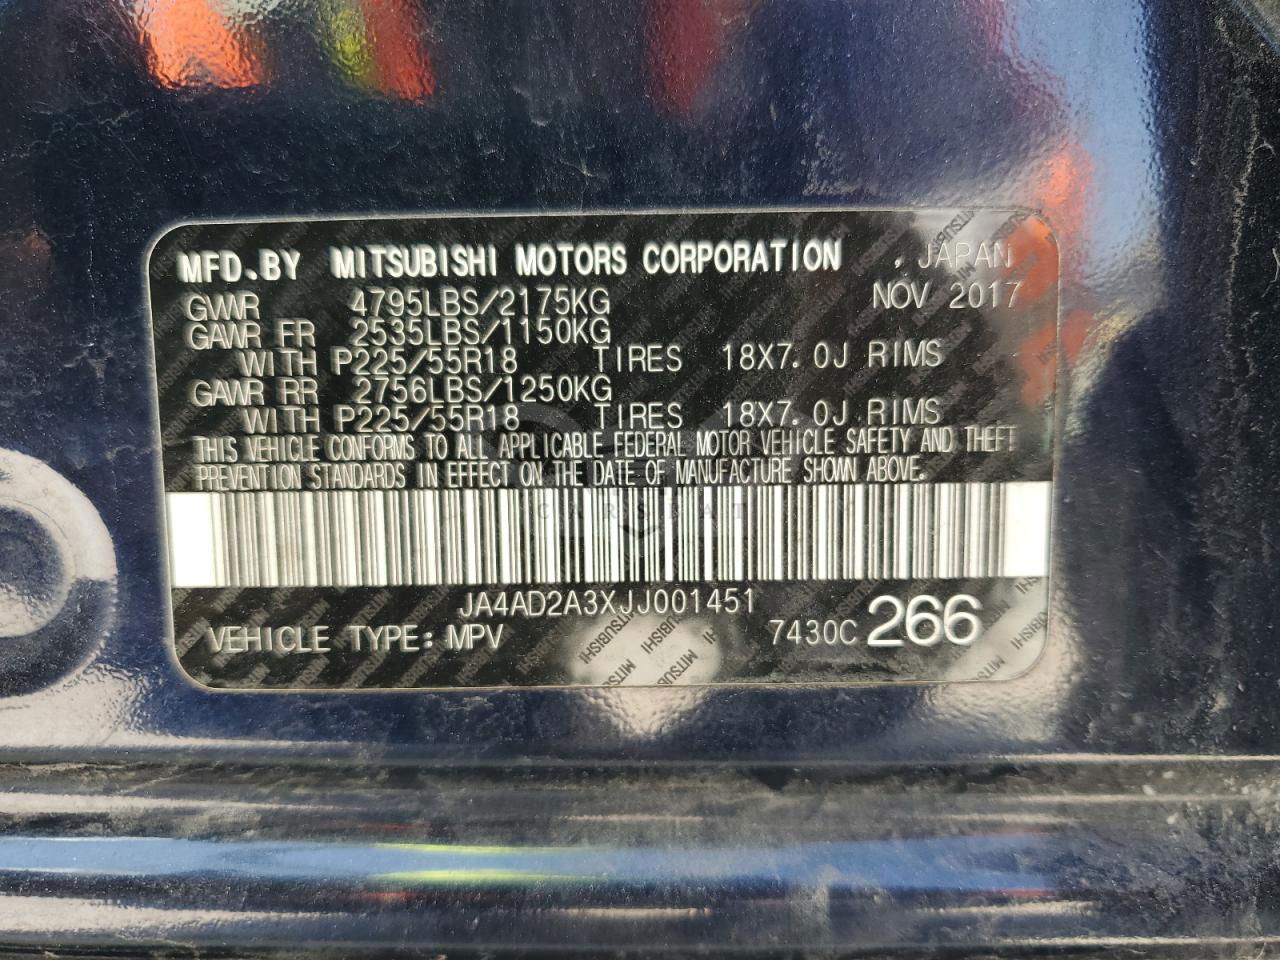 MFD.BY MITSUBISHI MOTORS CORPORATION , JAPAN
GVWR 4795LBS/2175KG NOV 2017
GAWR FR 2535LBS/1150KG
WITH P225/55R18 TIRES 18X7.0J RIMS
GAWR RR 2756LBS/1250KG
WITH P225/55R18 TIRES 18X7.0J RIMS
THIS VEHICLE CONFORMS TO ALL APPLICABLE FEDERAL MOTOR VEHICLE SAFETY AND THEFT
PREVENTION STANDARDS IN EFFECT ON THE DATE OF MANUFACTURE SHOWN ABOVE.
JA4AD2A3XJJ001451
VEHICLE TYPE: MPV 7430C 266